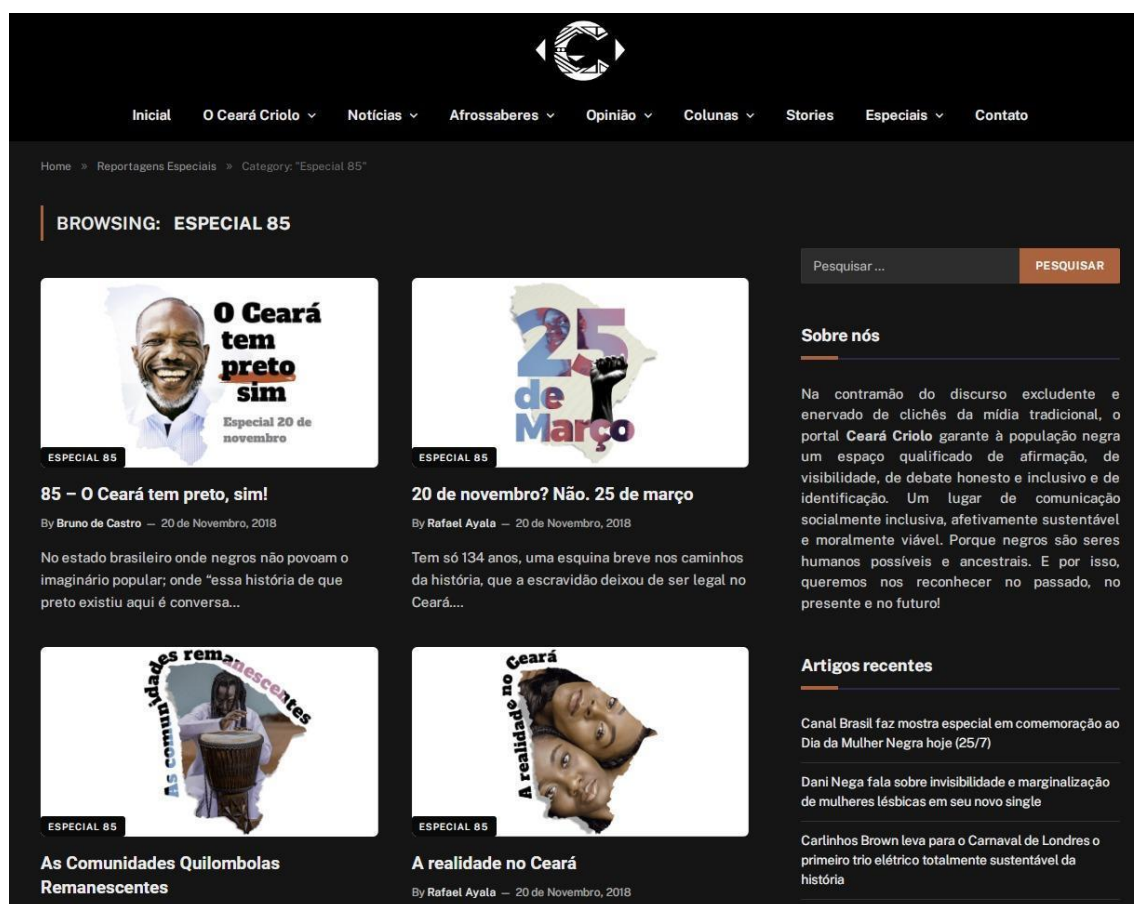 Inicial O Ceará Criolo Notícias Afrossaberes Opinião Colunas Stories Especiais Contato
Home » Reportagens Especiais » Category: "Especial 85"
BROWSING: ESPECIAL 85
O Ceará
tem
preto
sim
Especial 20 de
novembro
ESPECIAL 85
85 – O Ceará tem preto, sim!
By Bruno de Castro — 20 de Novembro, 2018
No estado brasileiro onde negros não povoam o
imaginário popular; onde “essa história de que
preto existiu aqui é conversa...
25
de
Março
ESPECIAL 85
20 de novembro? Não. 25 de março
By Rafael Ayala — 20 de Novembro, 2018
Tem só 134 anos, uma esquina breve nos caminhos
da história, que a escravidão deixou de ser legal no
Ceará....
As comunidades remanescentes
ESPECIAL 85
As Comunidades Quilombolas
Remanescentes
A realidade no Ceará
ESPECIAL 85
A realidade no Ceará
By Rafael Ayala — 20 de Novembro, 2018
Pesquisar ... PESQUISAR
Sobre nós
Na contramão do discurso excludente e
enervado de clichês da mídia tradicional, o
portal Ceará Criolo garante à população negra
um espaço qualificado de afirmação, de
visibilidade, de debate honesto e inclusivo e de
identificação. Um lugar de comunicação
socialmente inclusiva, afetivamente sustentável
e moralmente viável. Porque negros são seres
humanos possíveis e ancestrais. E por isso,
queremos nos reconhecer no passado, no
presente e no futuro!
Artigos recentes
Canal Brasil faz mostra especial em comemoração ao
Dia da Mulher Negra hoje (25/7)
Dani Nega fala sobre invisibilidade e marginalização
de mulheres lésbicas em seu novo single
Carlinhos Brown leva para o Carnaval de Londres o
primeiro trio elétrico totalmente sustentável da
história